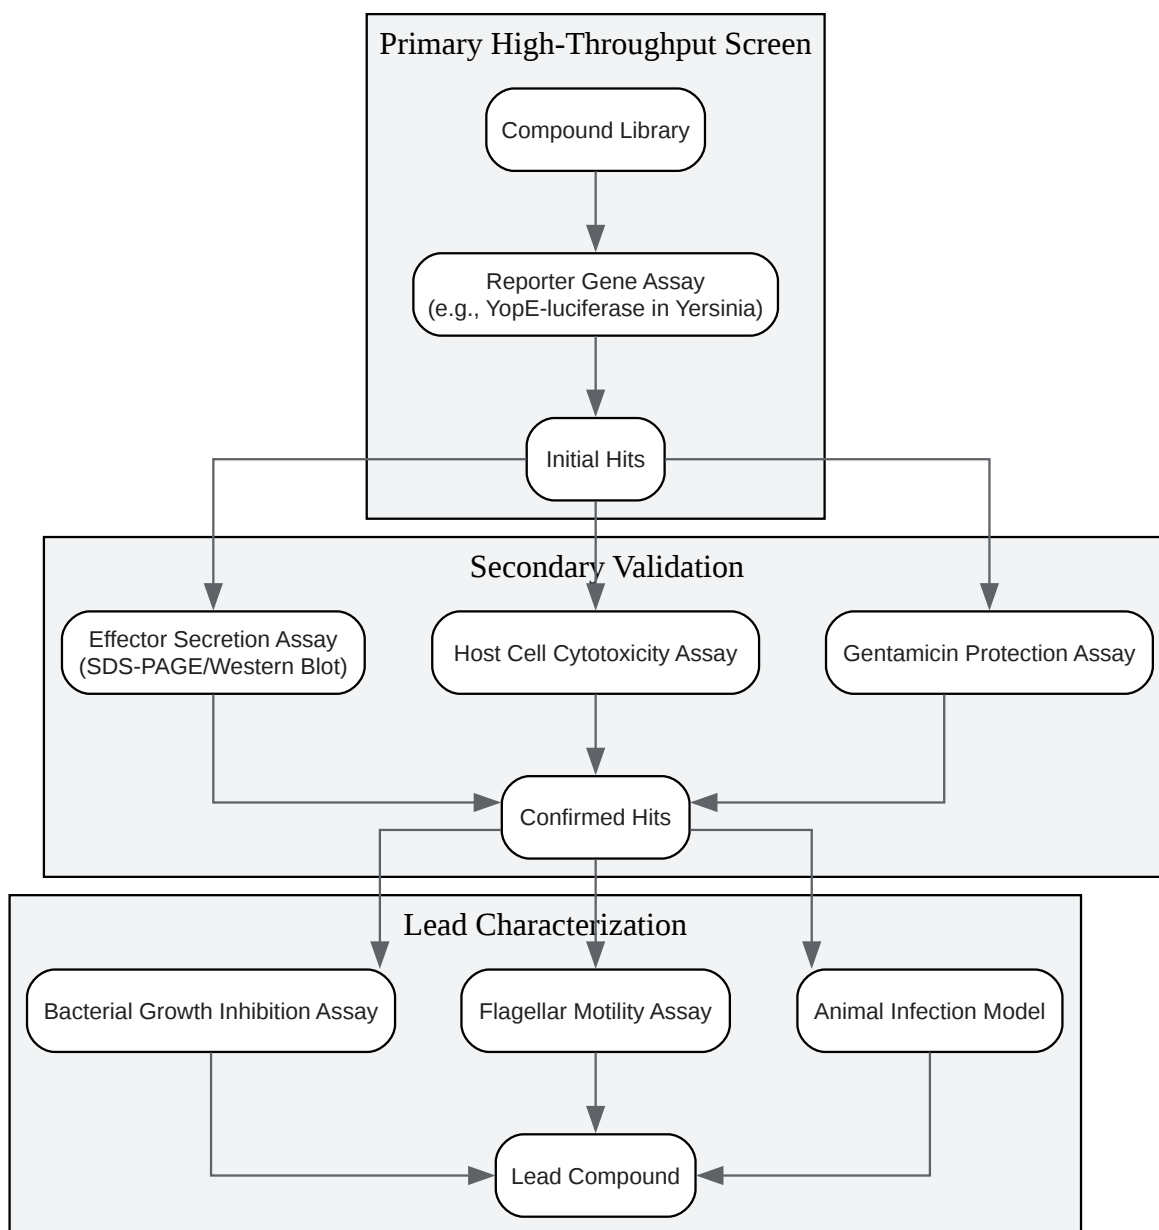 Primary High-Throughput Screen
Compound Library
Reporter Gene Assay
(e.g., YopE-luciferase in Yersinia)
Initial Hits
Secondary Validation
Effector Secretion Assay
(SDS-PAGE/Western Blot)
Host Cell Cytotoxicity Assay
Gentamicin Protection Assay
Confirmed Hits
Lead Characterization
Bacterial Growth Inhibition Assay
Flagellar Motility Assay
Animal Infection Model
Lead Compound